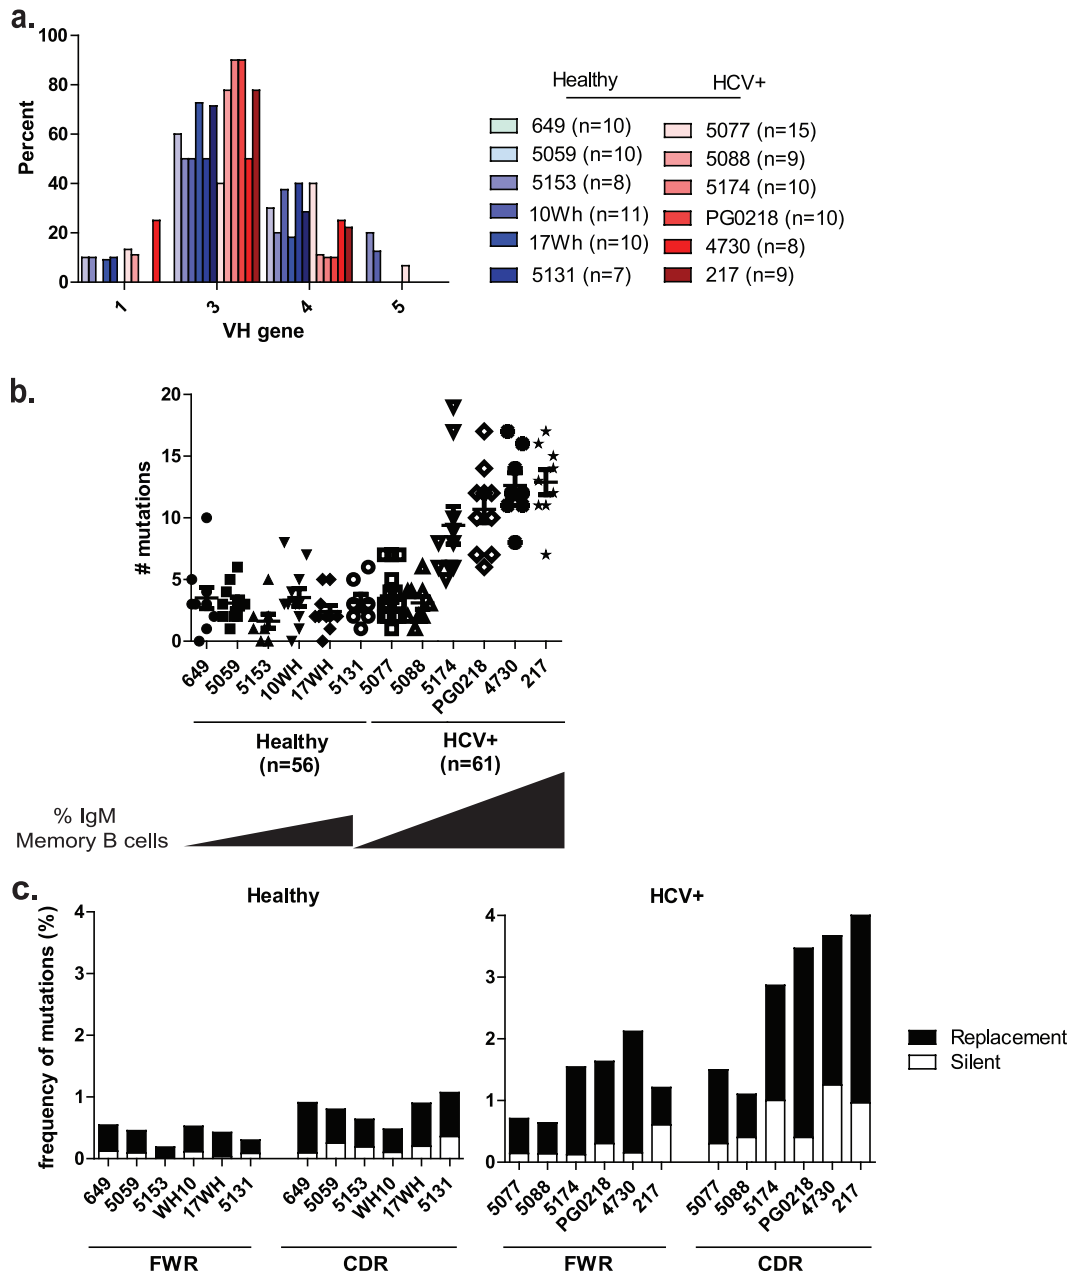 a.
Percent
100
80
60
40
20
0
1
3
4
5
VH gene
Healthy
HCV+
649 (n=10)
5059 (n=10)
5153 (n=8)
10Wh (n=11)
17Wh (n=10)
5131 (n=7)
5077 (n=15)
5088 (n=9)
5174 (n=10)
PG0218 (n=10)
4730 (n=8)
217 (n=9)
b.
# mutations
20
15
10
5
0
649
5059
5153
10WH
17WH
5131
5077
5088
5174
PG0218
4730
217
Healthy
(n=56)
HCV+
(n=61)
% IgM
Memory B cells
c.
Healthy
frequency of mutations (%)
4
3
2
1
0
649
5059
5153
WH10
17WH
5131
649
5059
5153
WH10
17WH
5131
FWR
CDR
HCV+
4
3
2
1
0
5077
5088
5174
PG0218
4730
217
5077
5088
5174
PG0218
4730
217
FWR
CDR
Replacement
Silent